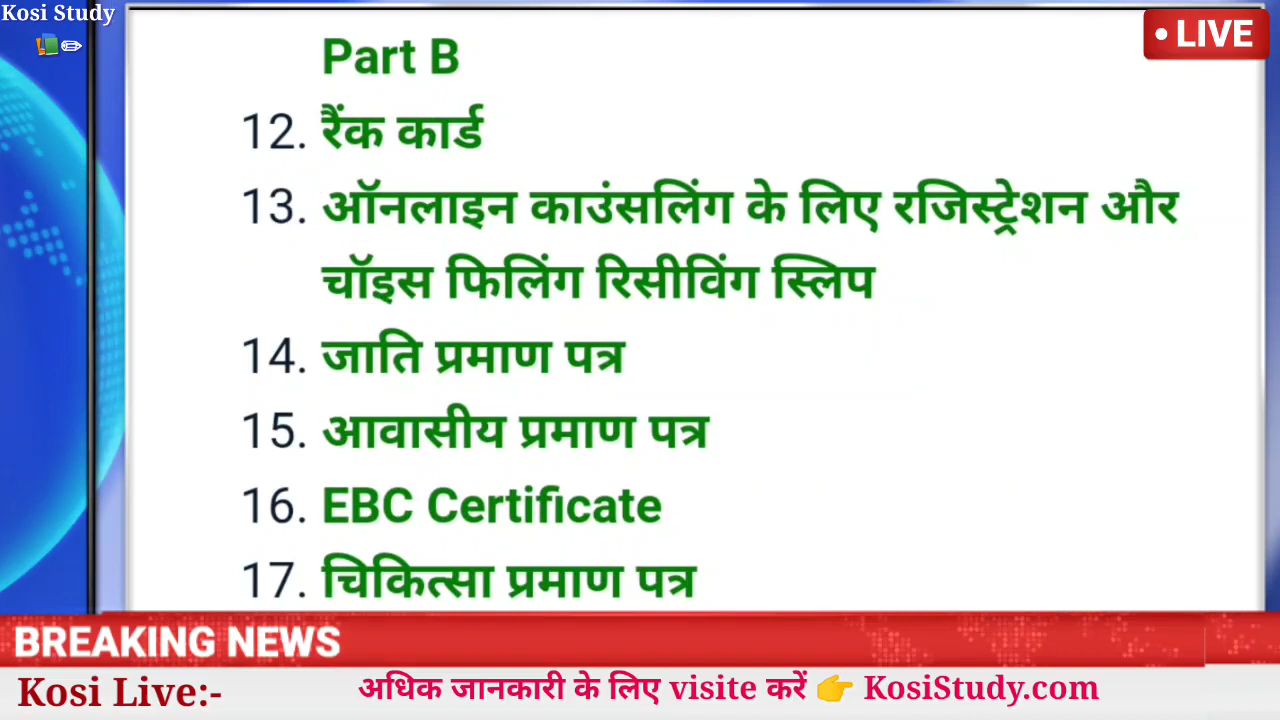 Kosi Study
• LIVE
Part B
12. रैंक कार्ड
13. ऑनलाइन काउंसलिंग के लिए रजिस्ट्रेशन और
चॉइस फिलिंग रिसीविंग स्लिप
14. जाति प्रमाण पत्र
15. आवासीय प्रमाण पत्र
16. EBC Certificate
17. चिकित्सा प्रमाण पत्र
BREAKING NEWS
Kosi Live:- अधिक जानकारी के लिए visite करें 👉 KosiStudy.com